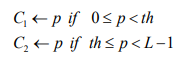 C₁ ← p if 0 ≤ p < th
C₂ ← p if th ≤ p < L − 1